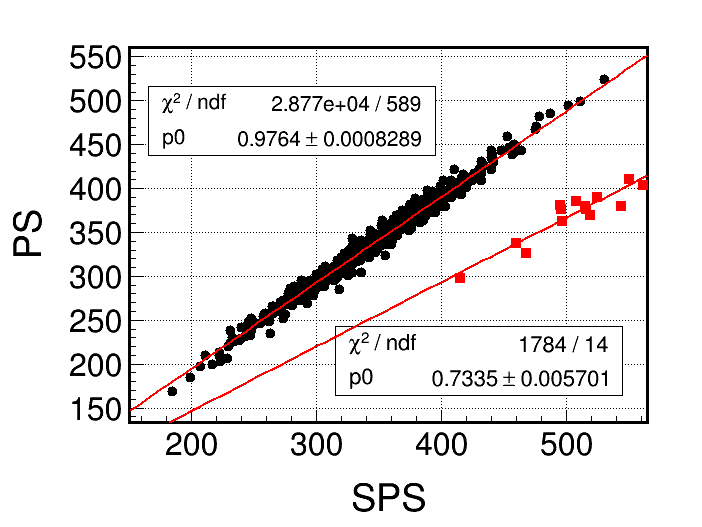 550
500
450
400
350
300
250
200
150
χ² / ndf 2.877e+04 / 589
p0 0.9764 ± 0.0008289
χ² / ndf 1784 / 14
p0 0.7335 ± 0.005701
PS
200 300 400 500
SPS